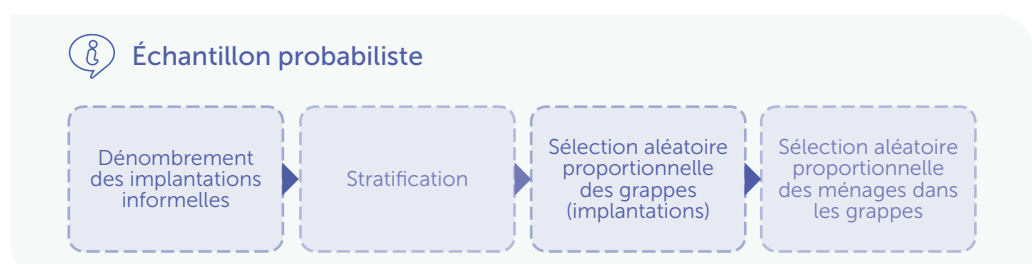 Échantillon probabiliste
Dénombrement
des implantations
informelles
Stratification
Sélection aléatoire
proportionnelle
des grappes
(implantations)
Sélection aléatoire
proportionnelle
des ménages dans
les grappes